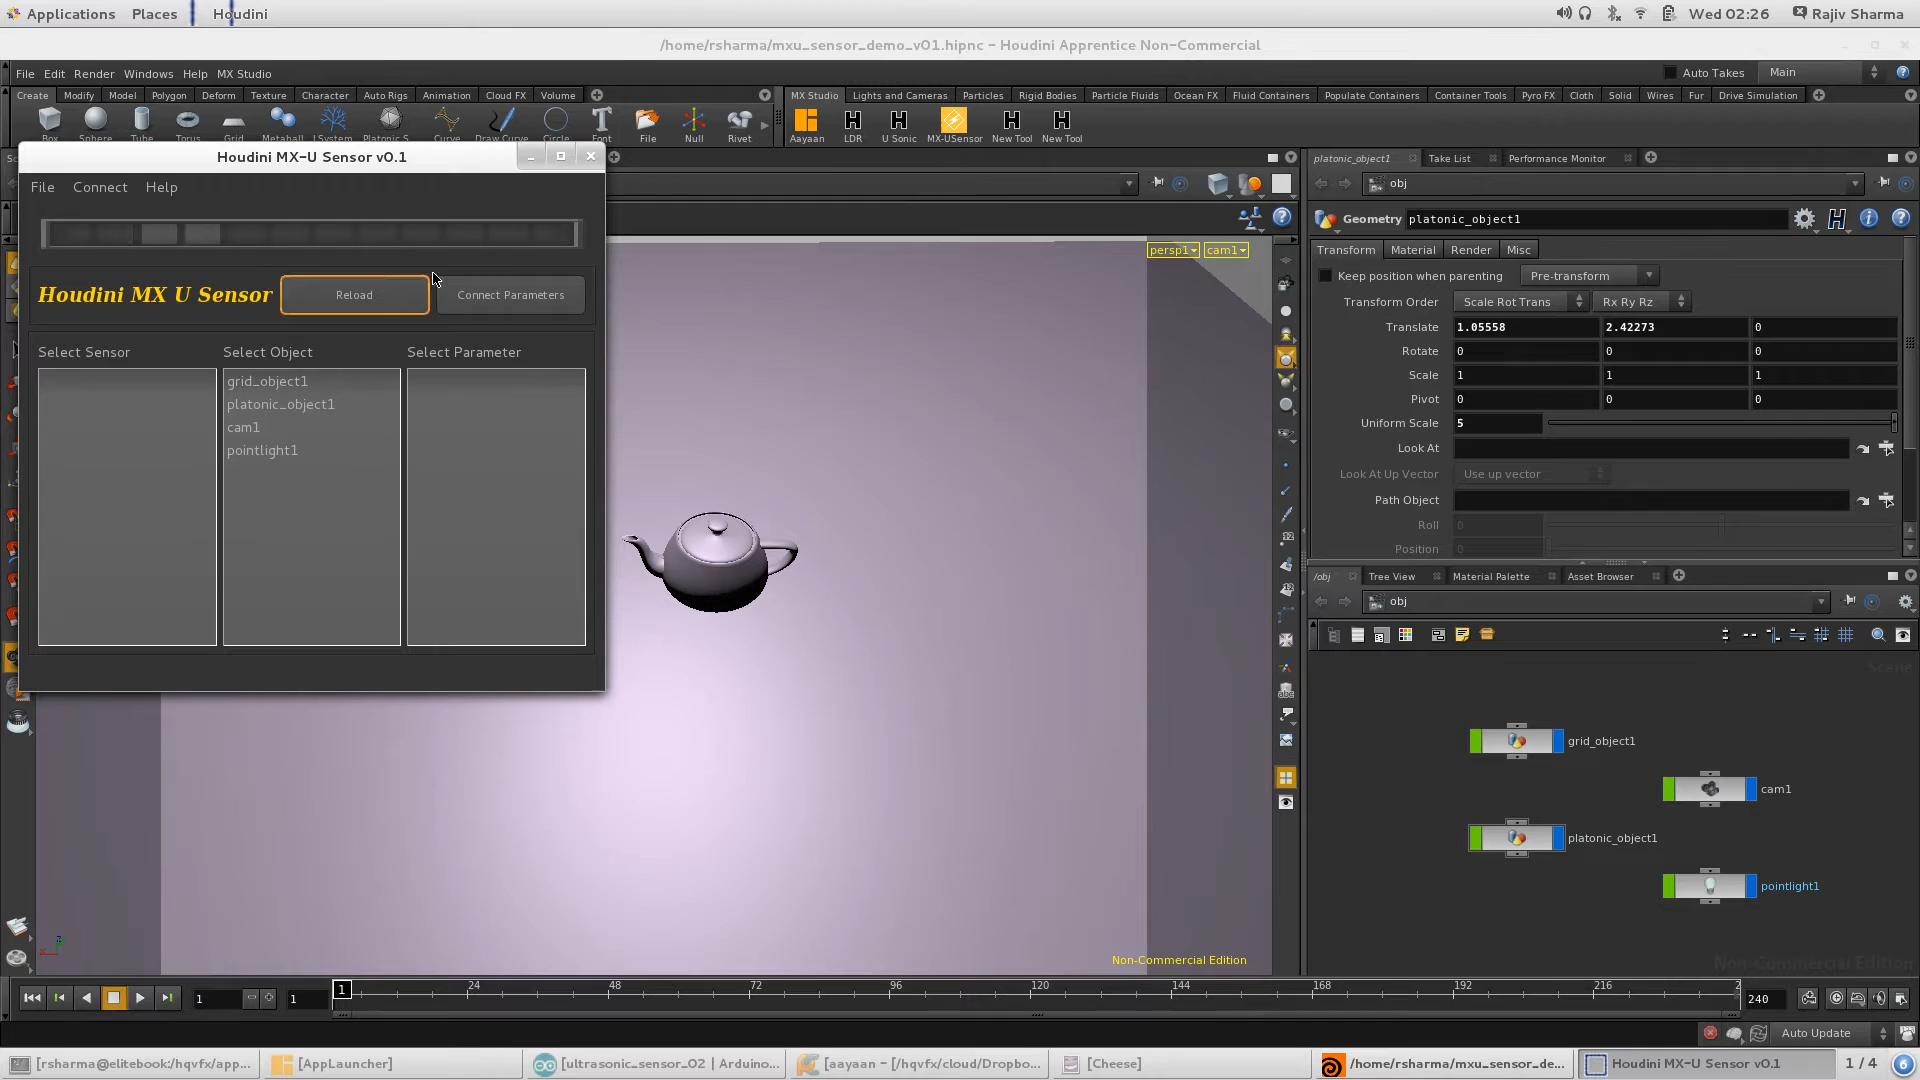 Applications Places Houdini Wed 02:26 Rajiv Sharma
/home/rsharma/mxu_sensor_demo_v01.hipnc - Houdini Apprentice Non-Commercial
File Edit Render Windows Help MX Studio Auto Takes Main
Create Modify Model Polygon Deform Texture Character Auto Rigs Animation Cloud FX Volume
MX Studio Lights and Cameras Particles Rigid Bodies Particle Fluids Ocean FX Fluid Containers Populate Containers Container Tools Pyro FX Cloth Solid Wires Fur Drive Simulation
Box Sphere Tube Torus Grid Metaball LSystem Platonic S Curve Draw Curve Circle Font File Null Rivet
Aayaan LDR U Sonic MX-USensor New Tool New Tool
Houdini MX-U Sensor v0.1
File Connect Help
Houdini MX U Sensor Reload Connect Parameters
Select Sensor Select Object Select Parameter
grid_object1
platonic_object1
cam1
pointlight1
persp1 cam1
Non-Commercial Edition
platonic_object1 Take List Performance Monitor
obj
Geometry platonic_object1
Transform Material Render Misc
Keep position when parenting Pre-transform
Transform Order Scale Rot Trans Rx Ry Rz
Translate 1.05558 2.42273 0
Rotate 0 0 0
Scale 1 1 1
Pivot 0 0 0
Uniform Scale 5
Look At
Look At Up Vector Use up vector
Path Object
Roll 0
Position 0
/obj Tree View Material Palette Asset Browser
obj
Scene
grid_object1
cam1
platonic_object1
pointlight1
Non-Commercial Edition
1 1 1 24 48 72 96 120 144 168 192 216 2 240
Auto Update
[rsharma@elitebook:/hqvfx/app... [AppLauncher] [ultrasonic_sensor_02 | Arduino... [aayaan – [/hqvfx/cloud/Dropbo... [Cheese] /home/rsharma/mxu_sensor_de... Houdini MX-U Sensor v0.1 1 / 4 6